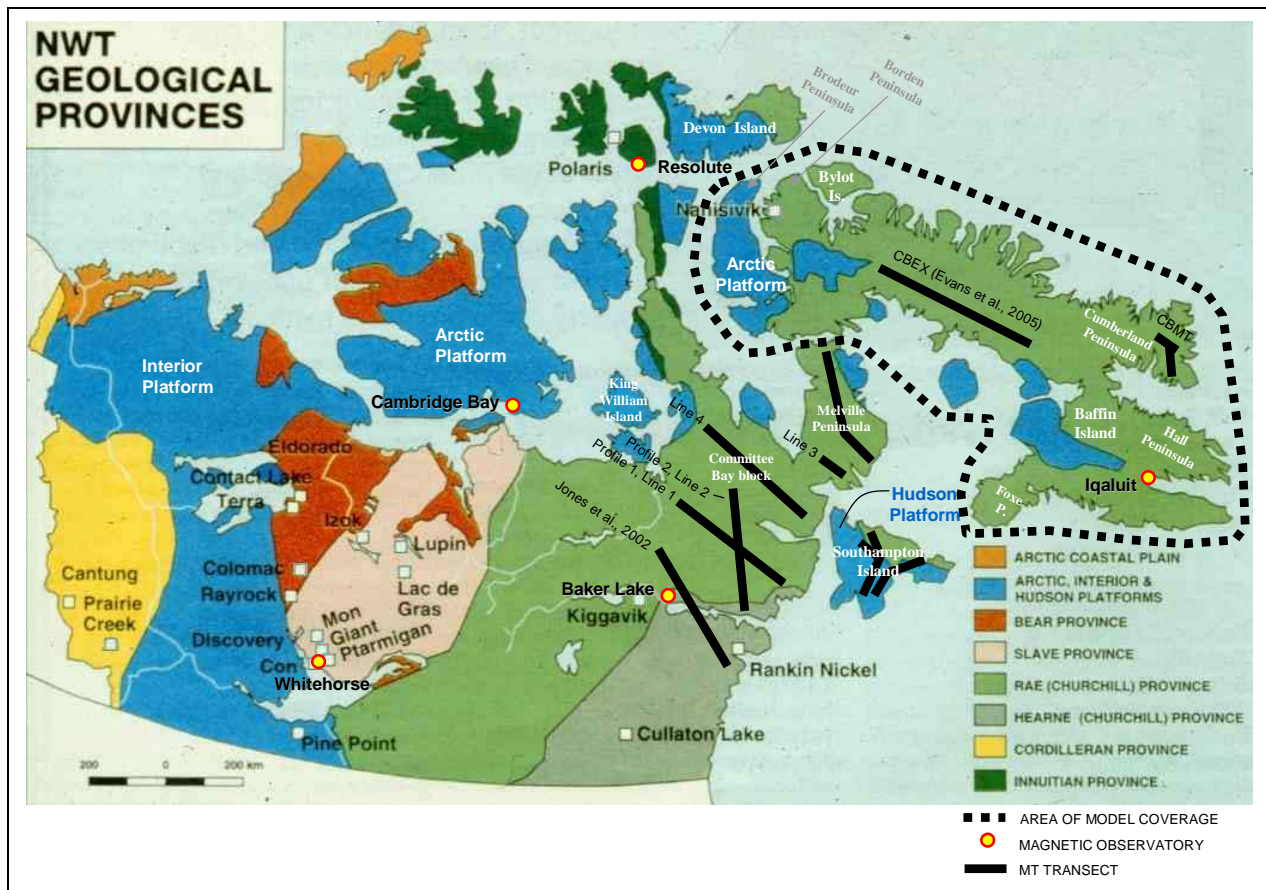 NWT
GEOLOGICAL
PROVINCES
Brodeur
Peninsula
Borden
Peninsula
Devon Island
Polaris
Resolute
Bylot
Is.
Nanisivik
Arctic
Platform
CBEX (Evans et al., 2005)
Cumberland
Peninsula
CBMT
Interior
Platform
Arctic
Platform
King
William
Island
Cambridge Bay
Melville
Peninsula
Baffin
Island
Hall
Peninsula
Line 4
Line 3
Committee
Bay block
Profile 2, Line 2
Profile 1, Line 1
Jones et al., 2002
Eldorado
Contact Lake
Terra
Izok
Lupin
Iqaluit
Foxe
P.
Hudson
Platform
Southampton
Island
Colomac
Rayrock
Lac de
Gras
Baker Lake
Kiggavik
Cantung
Prairie
Creek
Discovery
Mon
Giant
Ptarmigan
Con
Whitehorse
Rankin Nickel
Pine Point
Cullaton Lake
200 0 200 km
ARCTIC COASTAL PLAIN
ARCTIC, INTERIOR &
HUDSON PLATFORMS
BEAR PROVINCE
SLAVE PROVINCE
RAE (CHURCHILL) PROVINCE
HEARNE (CHURCHILL) PROVINCE
CORDILLERAN PROVINCE
INNUITIAN PROVINCE
AREA OF MODEL COVERAGE
MAGNETIC OBSERVATORY
MT TRANSECT